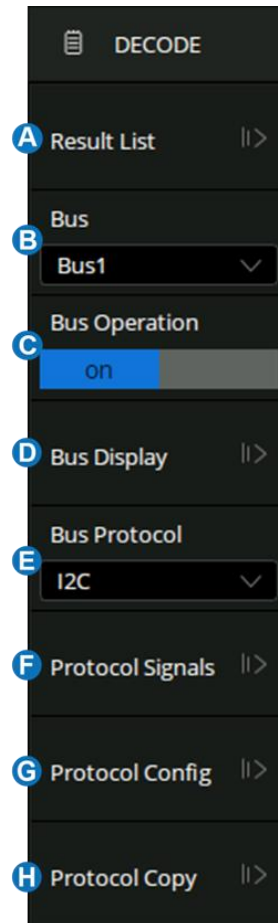 DECODE
A Result List
Bus
B
Bus1
Bus Operation
C
on
D Bus Display
Bus Protocol
E
I2C
F Protocol Signals
G Protocol Config
H Protocol Copy